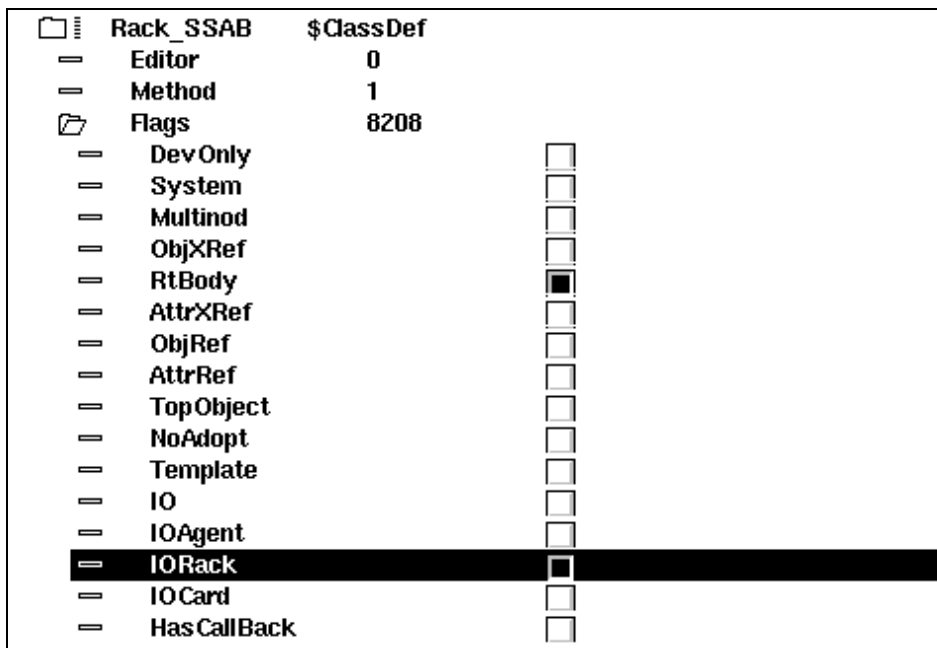 Rack_SSAB $ClassDef
Editor 0
Method 1
Flags 8208
DevOnly
System
Multinod
ObjXRef
RtBody
AttrXRef
ObjRef
AttrRef
TopObject
NoAdopt
Template
IO
IOAgent
IORack
IOCard
HasCallBack